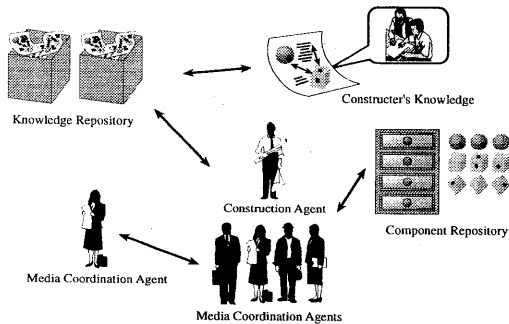 Knowledge Repository
Constructer's Knowledge
Construction Agent
Component Repository
Media Coordination Agent
Media Coordination Agents